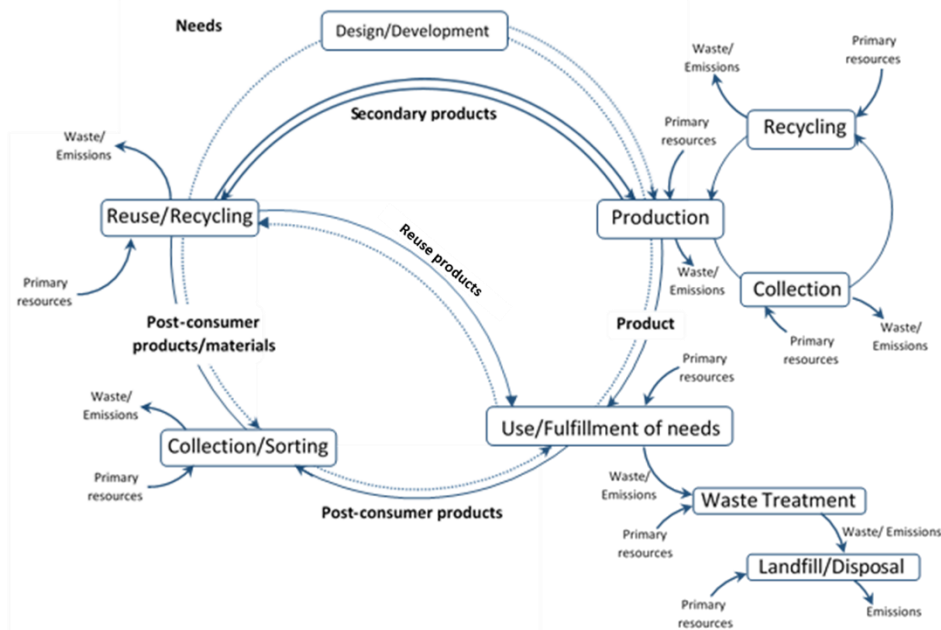 Needs
Design/Development
Waste/
Emissions
Primary
resources
Secondary products
Primary
resources
Recycling
Waste/
Emissions
Reuse/Recycling
Production
Reuse products
Waste/
Emissions
Primary
resources
Collection
Post-consumer
products/materials
Product
Primary
resources
Waste/
Emissions
Primary
resources
Waste/
Emissions
Use/Fulfillment of needs
Collection/Sorting
Primary
resources
Post-consumer products
Waste/
Emissions
Waste Treatment
Primary
resources
Waste/ Emissions
Landfill/Disposal
Primary
resources
Emissions